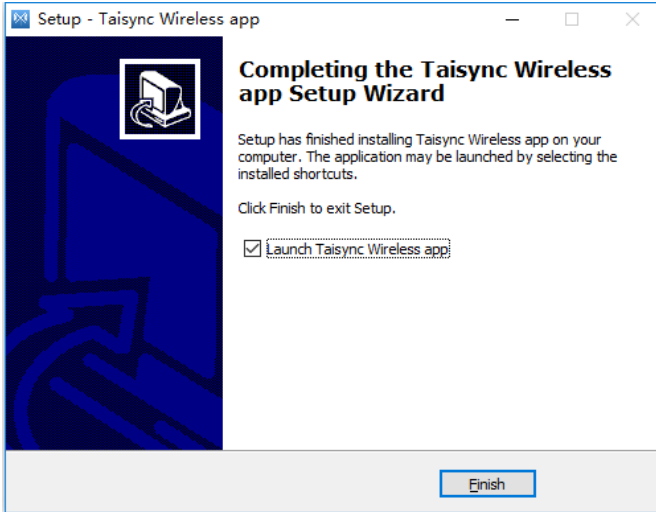 Setup - Taisync Wireless app
Completing the Taisync Wireless
app Setup Wizard
Setup has finished installing Taisync Wireless app on your
computer. The application may be launched by selecting the
installed shortcuts.
Click Finish to exit Setup.
Launch Taisync Wireless app
Finish